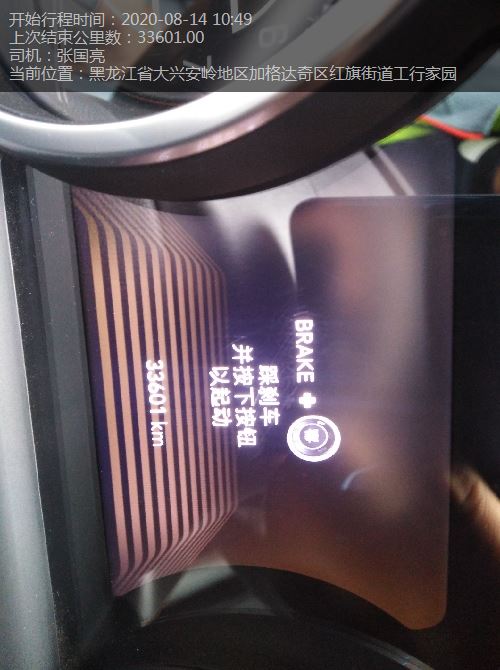 开始行程时间：2020-08-14 10:49
上次结束公里数：33601.00
司机：张国亮
当前位置：黑龙江省大兴安岭地区加格达奇区红旗街道工行家园
BRAKE +
踩刹车
并按下按钮
以起动
33601 km